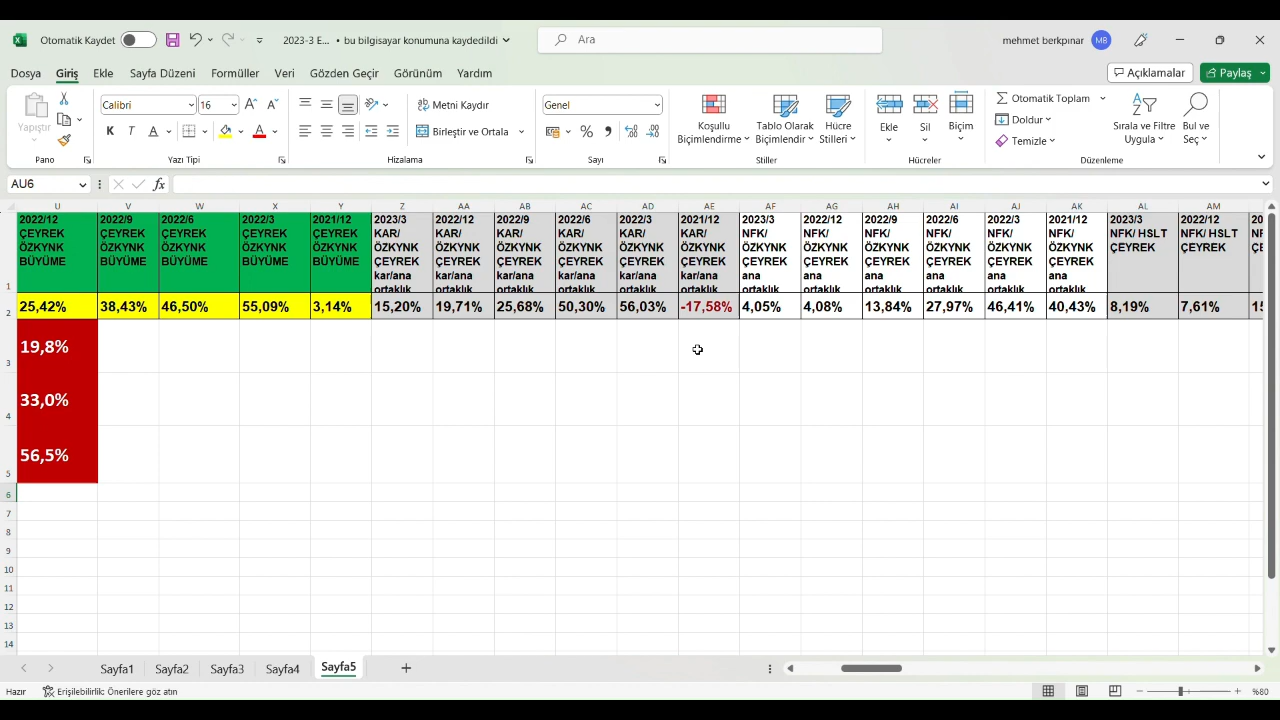 Otomatik Kaydet
2023-3 E... • bu bilgisayar konumuna kaydedildi
Ara
mehmet berkpınar
MB
Dosya Giriş Ekle Sayfa Düzeni Formüller Veri Gözden Geçir Görünüm Yardım
Açıklamalar
Paylaş
Yapıştır
Pano
Calibri 16
K T A
Yazı Tipi
Metni Kaydır
Birleştir ve Ortala
Hizalama
Genel
Sayı
Koşullu Biçimlendirme
Tablo Olarak Biçimlendir
Hücre Stilleri
Stiller
Ekle Sil Biçim
Hücreler
Otomatik Toplam
Doldur
Temizle
Sırala ve Filtre Uygula
Bul ve Seç
Düzenleme
AU6
fx
U V W X Y Z AA AB AC AD AE AF AG AH AI AJ AK AL AM
1
2022/12 ÇEYREK ÖZKYNK BÜYÜME
2022/9 ÇEYREK ÖZKYNK BÜYÜME
2022/6 ÇEYREK ÖZKYNK BÜYÜME
2022/3 ÇEYREK ÖZKYNK BÜYÜME
2021/12 ÇEYREK ÖZKYNK BÜYÜME
2023/3 KAR/ ÖZKYNK ÇEYREK kar/ana ortaklık
2022/12 KAR/ ÖZKYNK ÇEYREK kar/ana ortaklık
2022/9 KAR/ ÖZKYNK ÇEYREK kar/ana ortaklık
2022/6 KAR/ ÖZKYNK ÇEYREK kar/ana ortaklık
2022/3 KAR/ ÖZKYNK ÇEYREK kar/ana ortaklık
2021/12 KAR/ ÖZKYNK ÇEYREK kar/ana ortaklık
2023/3 NFK/ ÖZKYNK ÇEYREK ana ortaklık
2022/12 NFK/ ÖZKYNK ÇEYREK ana ortaklık
2022/9 NFK/ ÖZKYNK ÇEYREK ana ortaklık
2022/6 NFK/ ÖZKYNK ÇEYREK ana ortaklık
2022/3 NFK/ ÖZKYNK ÇEYREK ana ortaklık
2021/12 NFK/ ÖZKYNK ÇEYREK ana ortaklık
2023/3 NFK/ HSLT ÇEYREK
2022/12 NFK/ HSLT ÇEYREK
2 25,42% 38,43% 46,50% 55,09% 3,14% 15,20% 19,71% 25,68% 50,30% 56,03% -17,58% 4,05% 4,08% 13,84% 27,97% 46,41% 40,43% 8,19% 7,61%
3 19,8%
4 33,0%
5 56,5%
6
7
8
9
10
11
12
13
14
Sayfa1 Sayfa2 Sayfa3 Sayfa4 Sayfa5
Hazır
Erişilebilirlik: Önerilere göz atın
%80